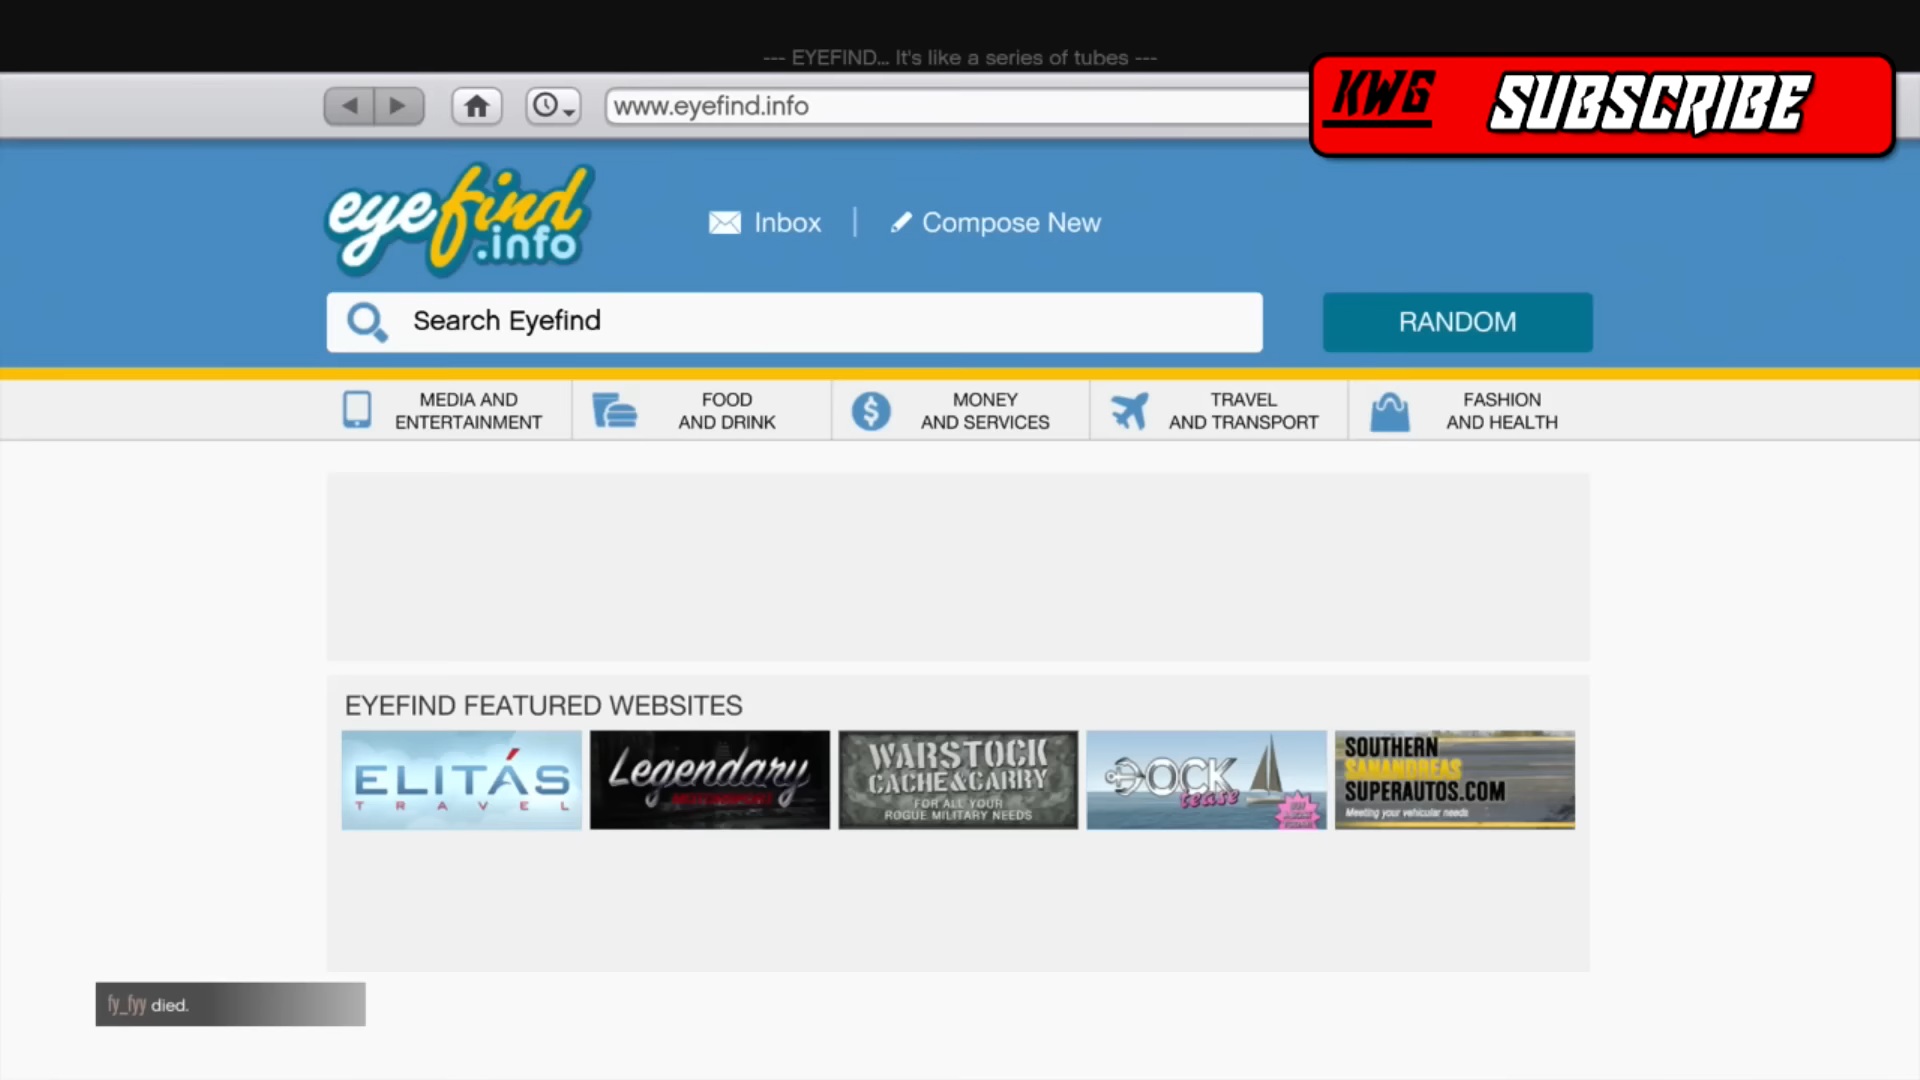 --- EYEFIND... It's like a series of tubes ---
www.eyefind.info
KWG SUBSCRIBE
eyefind
.info
Inbox
Compose New
Search Eyefind
RANDOM
MEDIA AND
ENTERTAINMENT
FOOD
AND DRINK
MONEY
AND SERVICES
TRAVEL
AND TRANSPORT
FASHION
AND HEALTH
EYEFIND FEATURED WEBSITES
ELITÁS
TRAVEL
Legendary
MOTORSPORT
WARSTOCK
CACHE&CARRY
FOR ALL YOUR
ROGUE MILITARY NEEDS
DOCK
tease
SOUTHERN
SANANDREAS
SUPERAUTOS.COM
Meeting your vehicular needs
fy_fyy died.